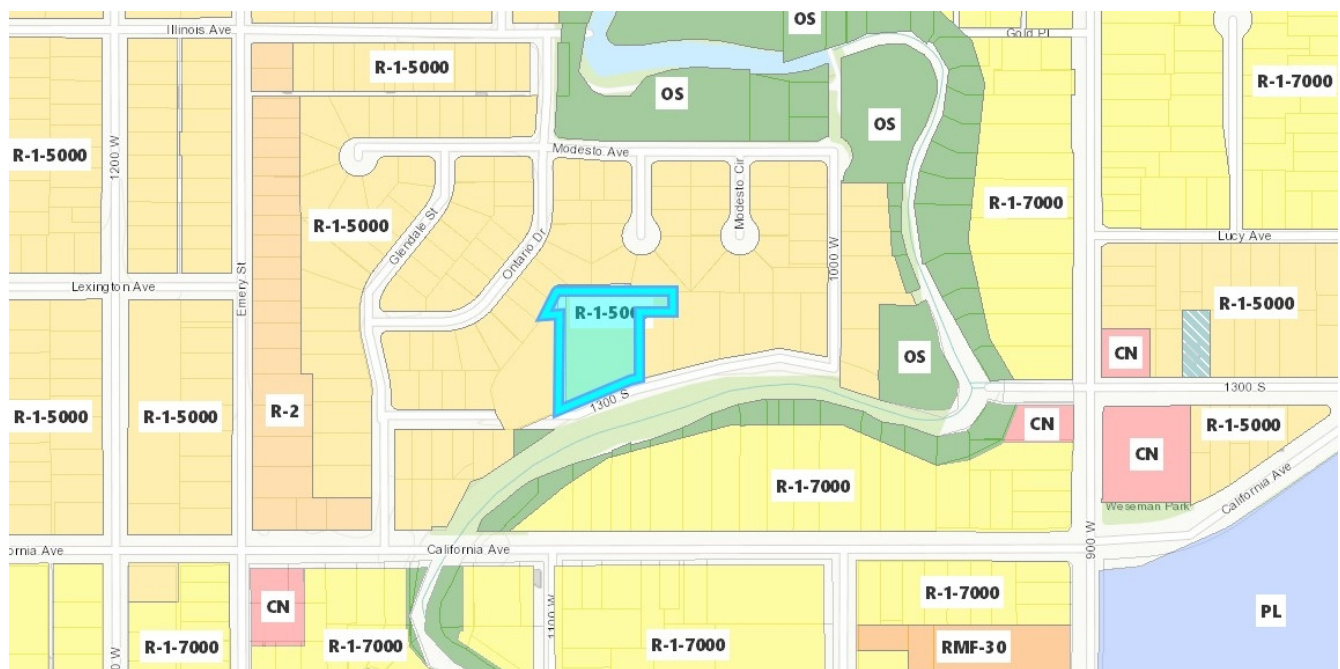 Illinois Ave
OS
Gold Pl
R-1-5000
R-1-7000
OS
OS
1200 W
R-1-5000
Modesto Ave
Modesto Cir
R-1-7000
R-1-5000
Glendale St
Ontario Dr
1000 W
Lucy Ave
Emery St
Lexington Ave
R-1-5000
R-1-500
OS
CN
1300 S
1300 S
R-1-5000
R-1-5000
R-2
CN
R-1-5000
CN
R-1-7000
Weseman Park
California Ave
ornia Ave
California Ave
900 W
CN
1100 W
R-1-7000
PL
0 W
R-1-7000
R-1-7000
R-1-7000
RMF-30